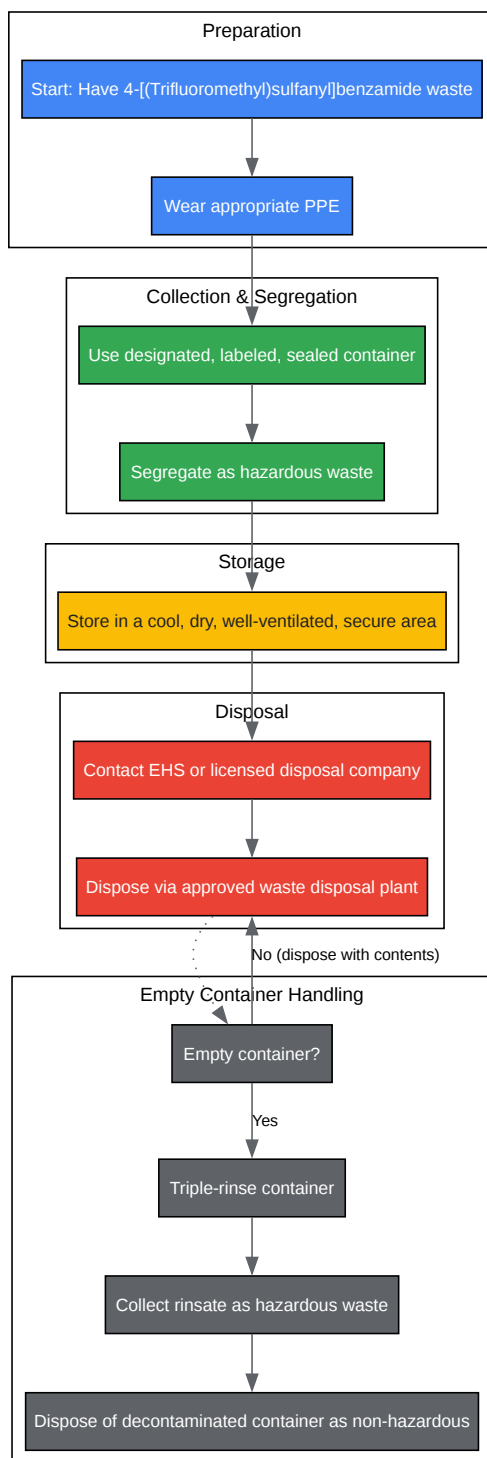 Preparation
Start: Have 4-[(Trifluoromethyl)sulfanyl]benzamide waste
Wear appropriate PPE
Collection & Segregation
Use designated, labeled, sealed container
Segregate as hazardous waste
Storage
Store in a cool, dry, well-ventilated, secure area
Disposal
Contact EHS or licensed disposal company
Dispose via approved waste disposal plant
No (dispose with contents)
Empty Container Handling
Empty container?
Yes
Triple-rinse container
Collect rinsate as hazardous waste
Dispose of decontaminated container as non-hazardous